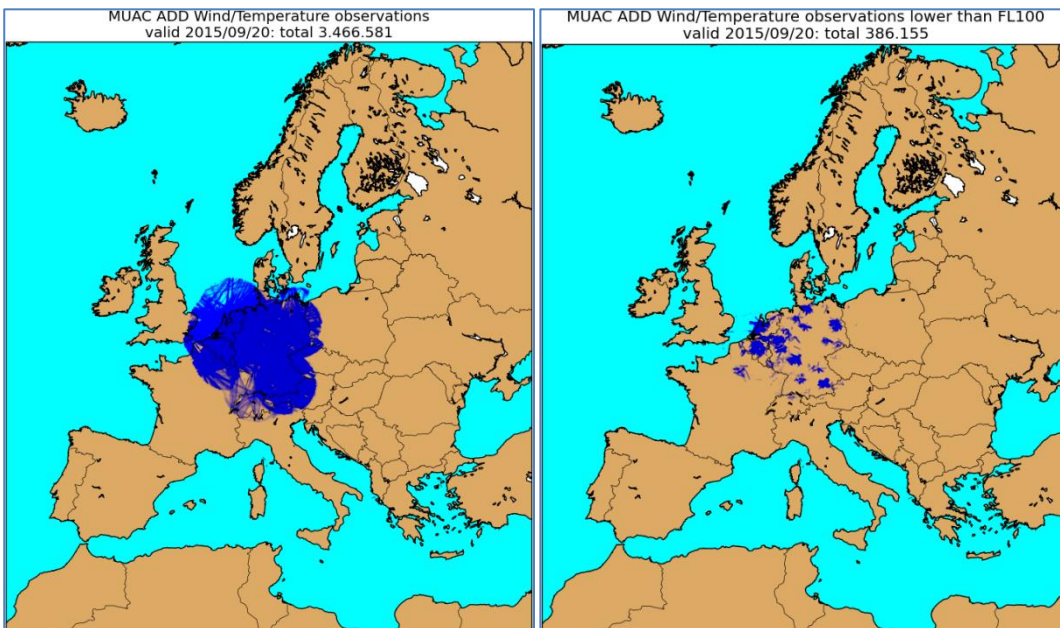 MUAC ADD Wind/Temperature observations
valid 2015/09/20: total 3.466.581
MUAC ADD Wind/Temperature observations lower than FL100
valid 2015/09/20: total 386.155